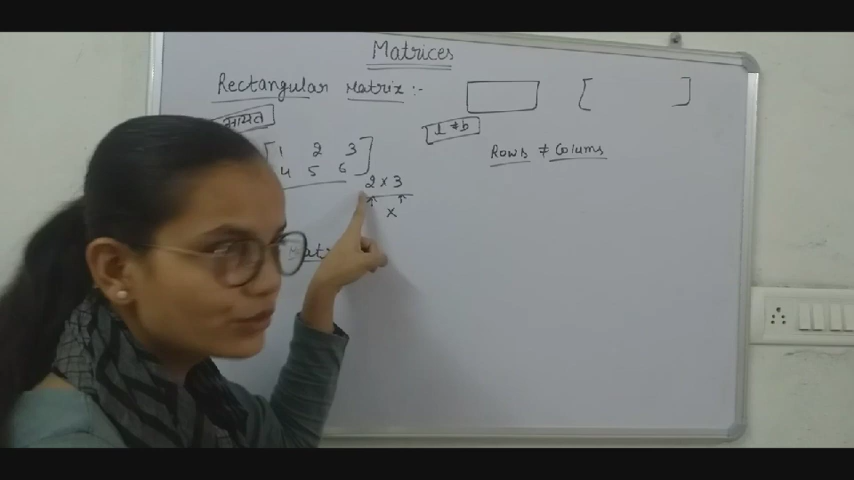 Matrices
Rectangular Matrix :-
[ ]
आयत
l ≠ b
Rows ≠ Colums
[1 2 3
4 5 6]
2 x 3
↑ ↑
x